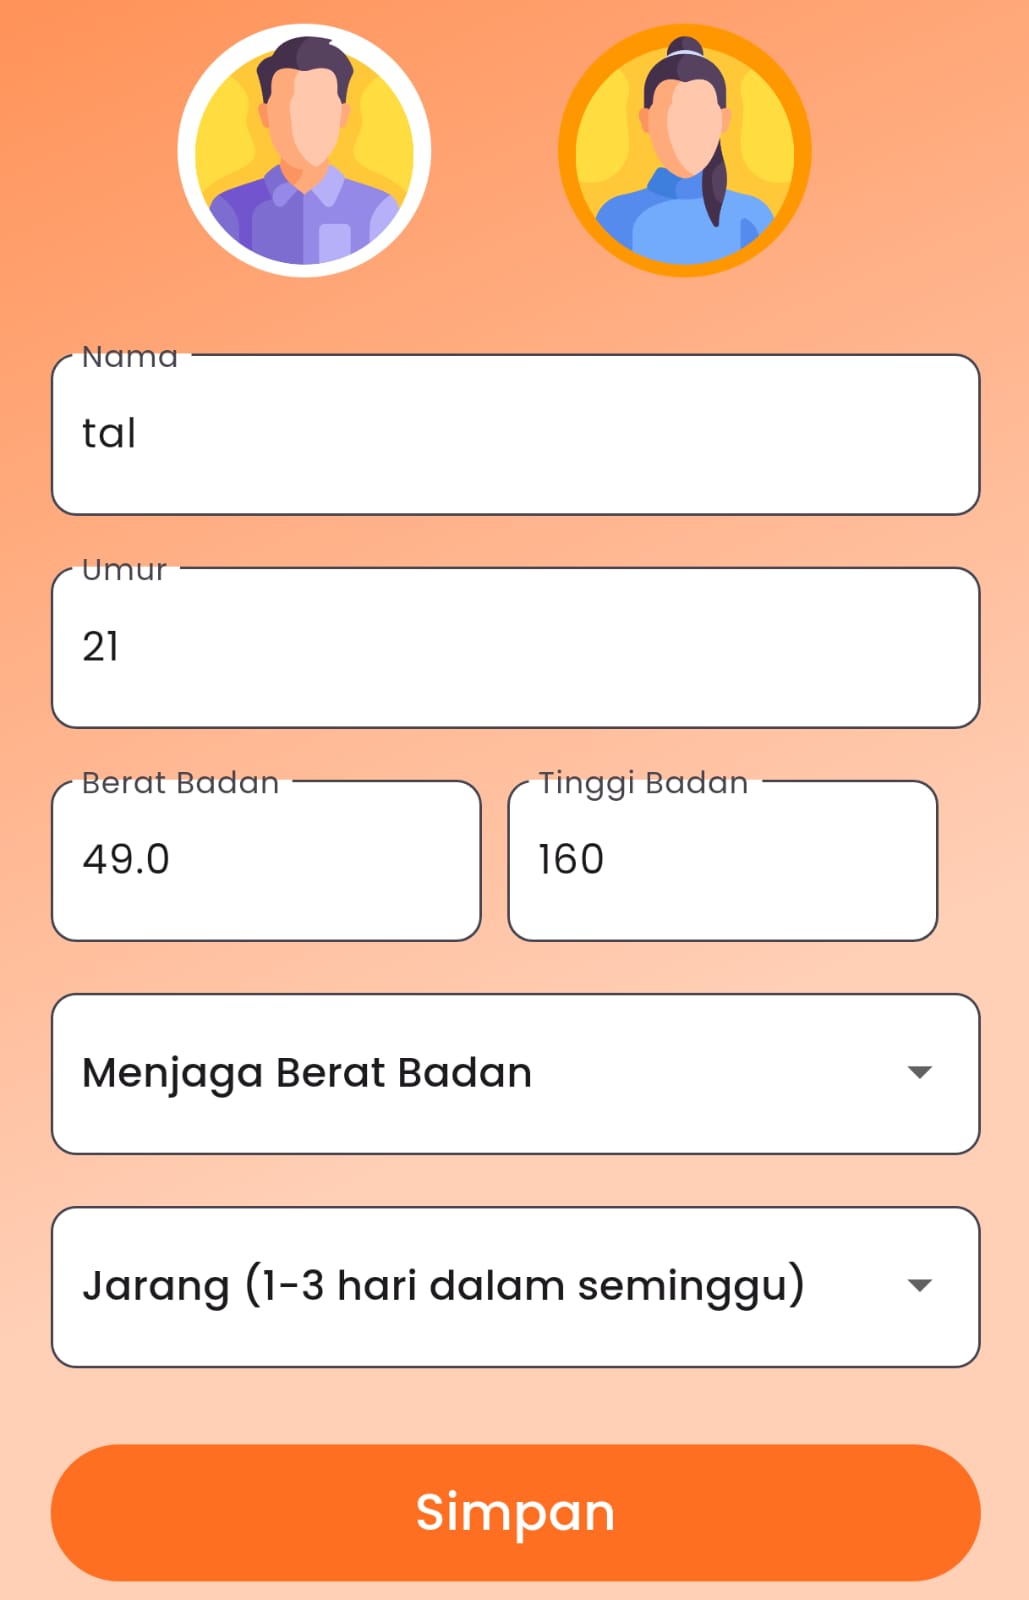 Nama
tal
Umur
21
Berat Badan
49.0
Tinggi Badan
160
Menjaga Berat Badan
Jarang (1-3 hari dalam seminggu)
Simpan